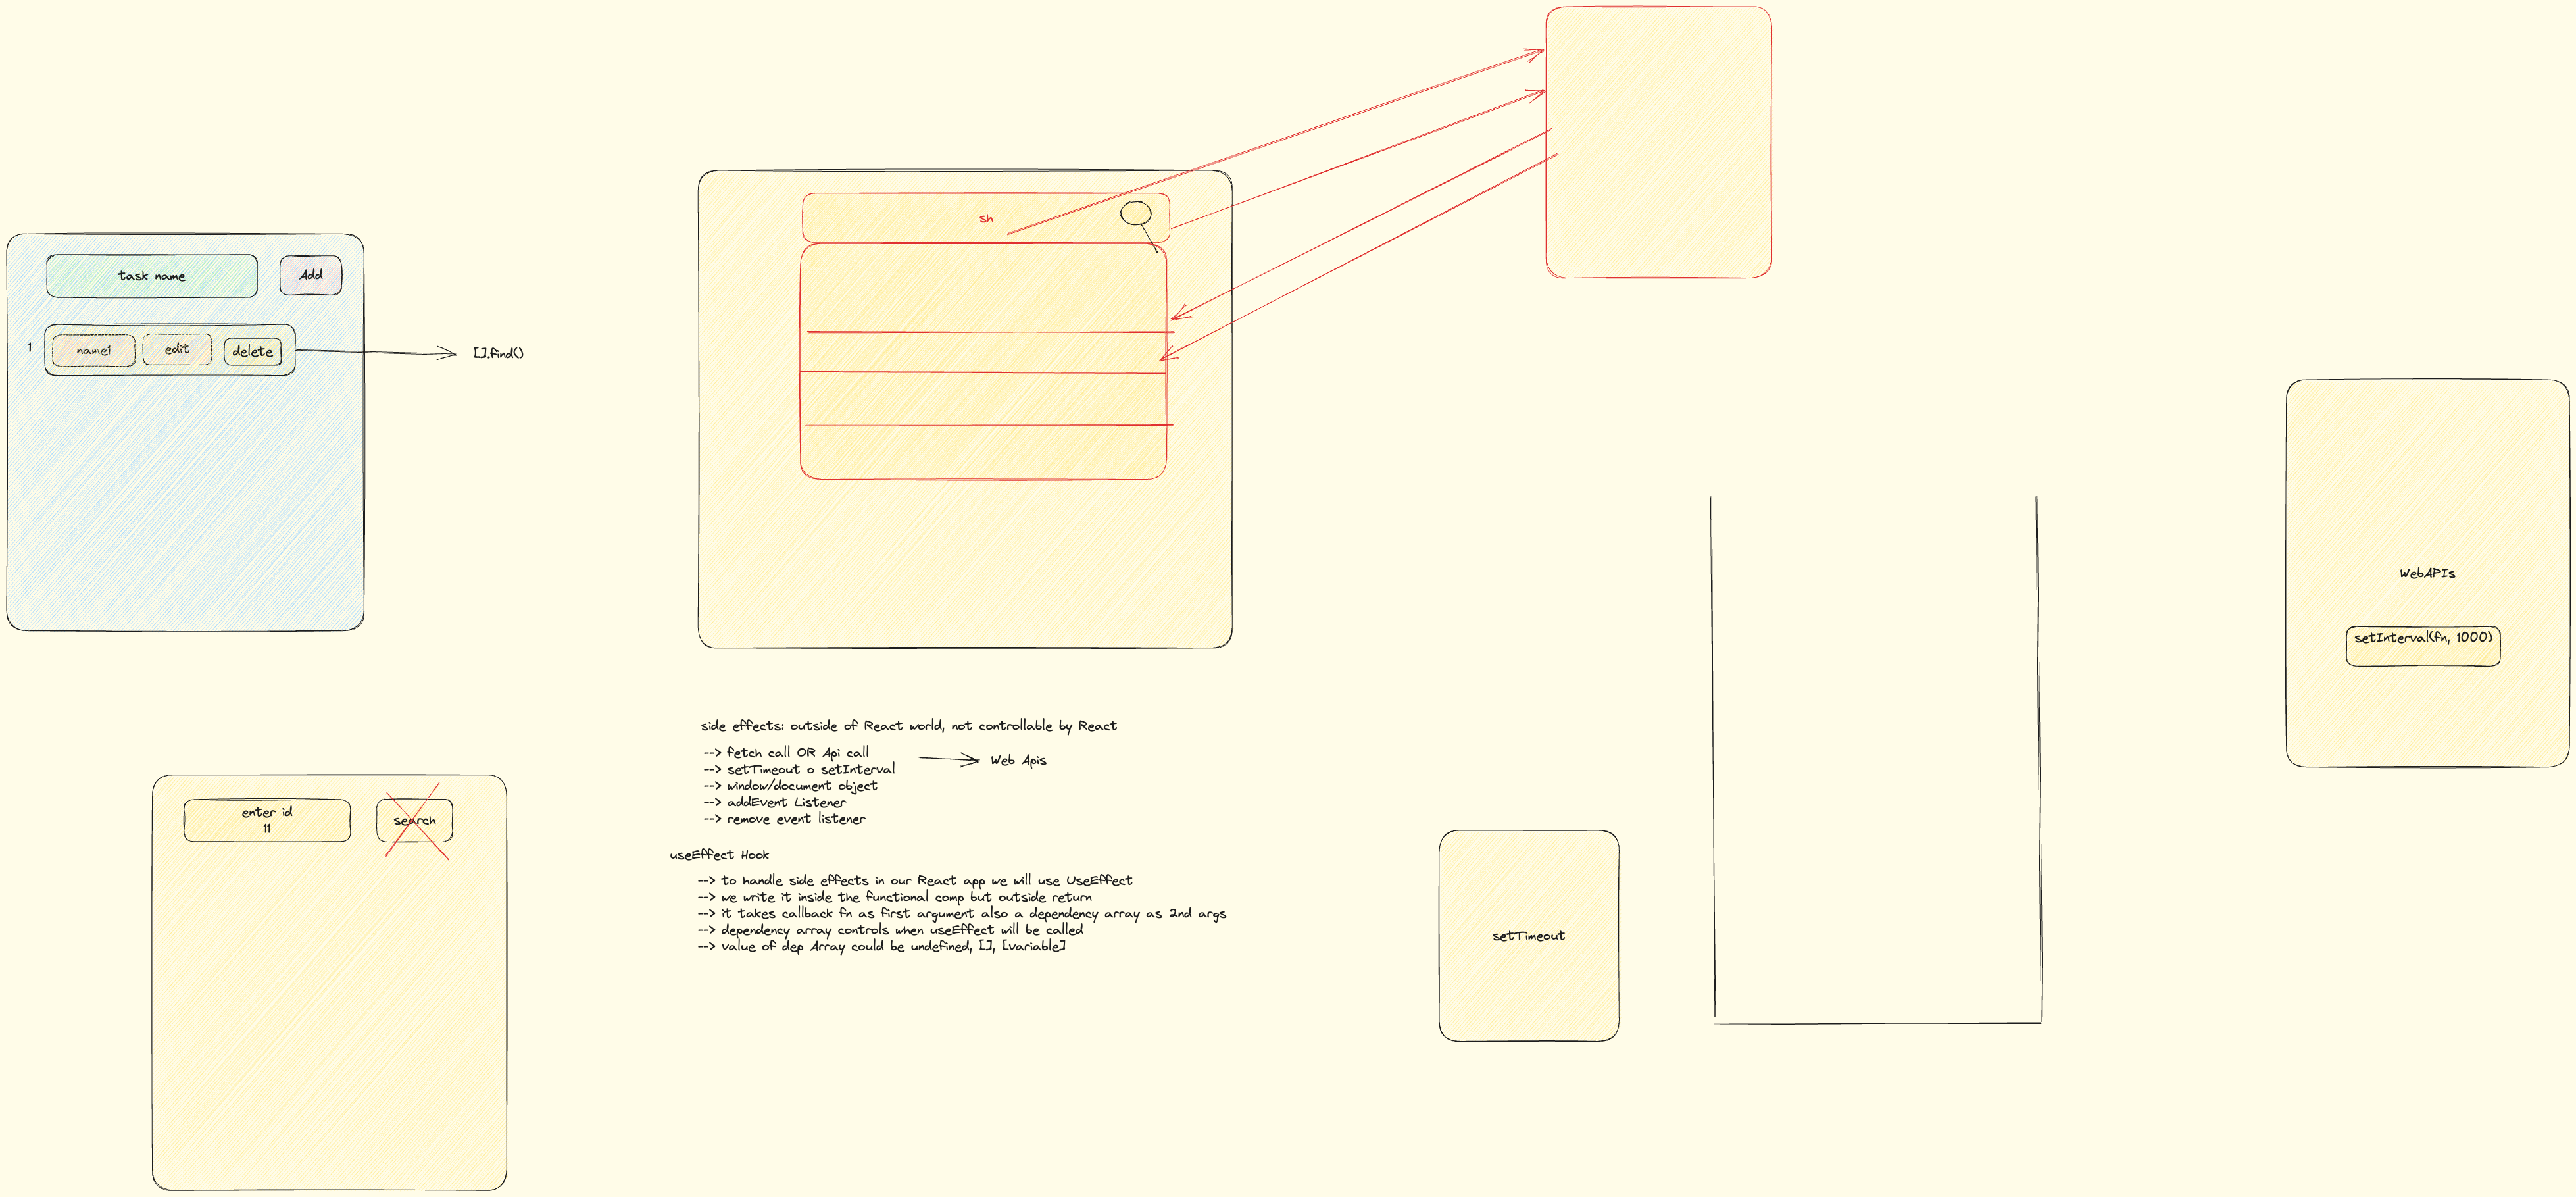 sh
task name
Add
1
name1
edit
delete
[].find()
WebAPIs
setInterval(fn, 1000)
side effects: outside of React world, not controllable by React
--> fetch call OR Api call
--> setTimeout o setInterval
--> window/document object
--> addEvent Listener
--> remove event listener
Web Apis
enter id
11
search
useEffect Hook
--> to handle side effects in our React app we will use UseEffect
--> we write it inside the functional comp but outside return
--> it takes callback fn as first argument also a dependency array as 2nd args
--> dependency array controls when useEffect will be called
--> value of dep Array could be undefined, [], [variable]
setTimeout